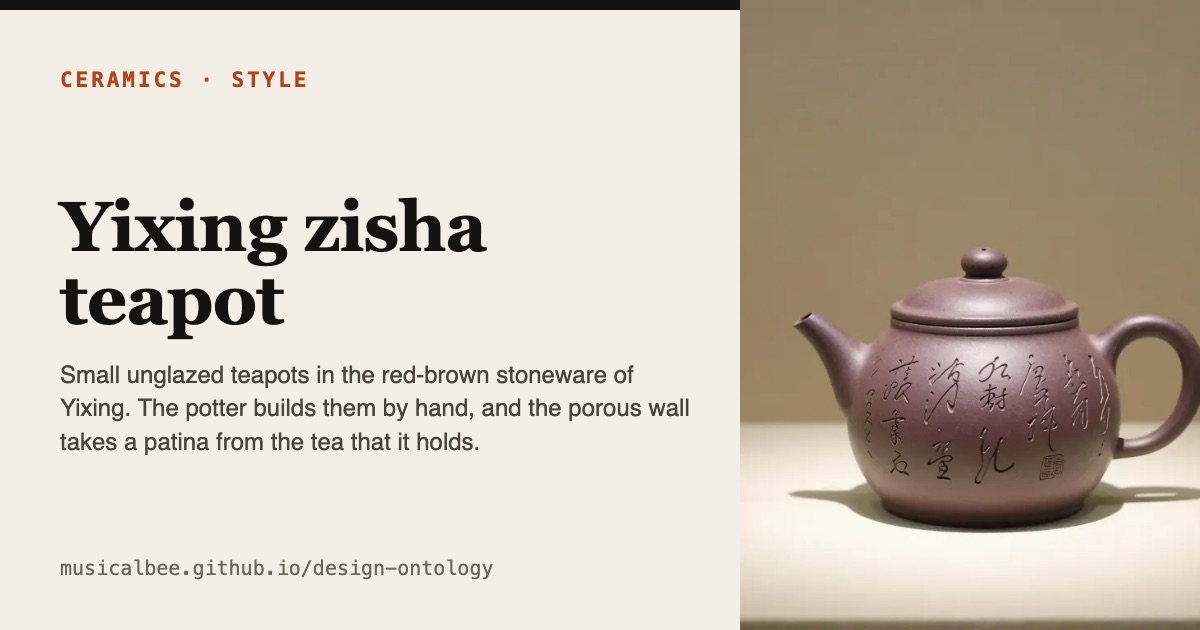 CERAMICS · STYLE
Yixing zisha
teapot
Small unglazed teapots in the red-brown stoneware of
Yixing. The potter builds them by hand, and the porous wall
takes a patina from the tea that it holds.
musicalbee.github.io/design-ontology